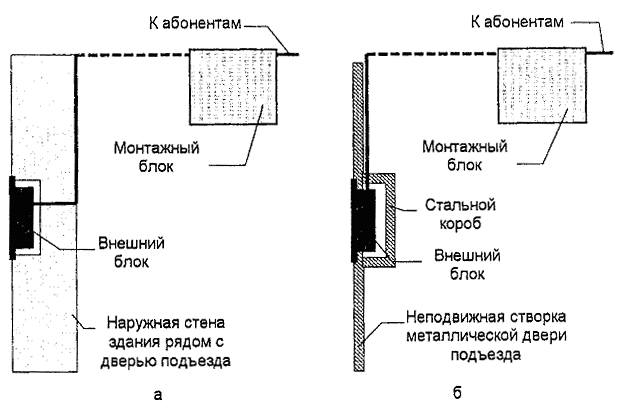 К абонентам
Монтажный
блок
Внешний
блок
Наружная стена
здания рядом с
дверью подъезда
а
К абонентам
Монтажный
блок
Стальной
короб
Внешний
блок
Неподвижная створка
металлической двери
подъезда
б